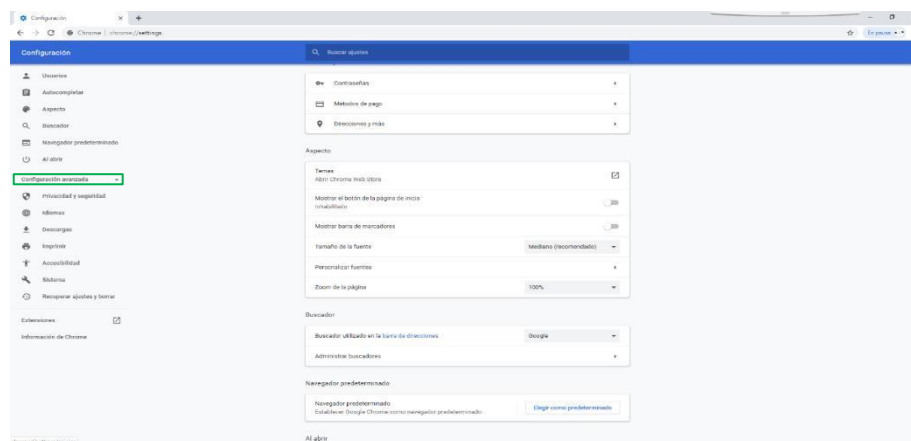 Configuración
Chrome | chrome://settings
En pausa
Configuración
Buscar ajustes
Usuarios
Autocompletar
Aspecto
Buscador
Navegador predeterminado
Al abrir
Configuración avanzada
Privacidad y seguridad
Idiomas
Descargas
Imprimir
Accesibilidad
Sistema
Recuperar ajustes y borrar
Extensiones
Información de Chrome
Contraseñas
Métodos de pago
Direcciones y más
Aspecto
Temas
Abrir Chrome Web Store
Mostrar el botón de la página de inicio
Inhabilitado
Mostrar barra de marcadores
Tamaño de la fuente
Mediano (recomendado)
Personalizar fuentes
Zoom de la página
100%
Buscador
Buscador utilizado en la barra de direcciones
Google
Administrar buscadores
Navegador predeterminado
Navegador predeterminado
Establecer Google Chrome como navegador predeterminado
Elegir como predeterminado
Al abrir